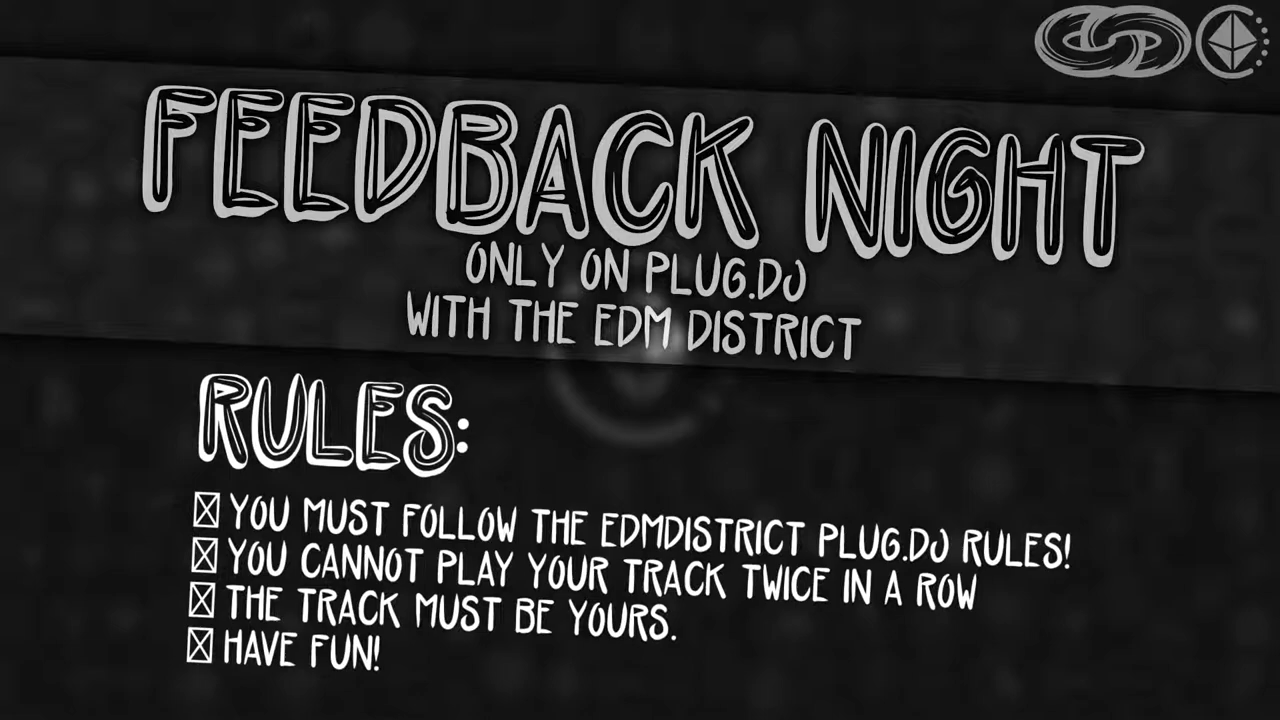 FEEDBACK NIGHT
ONLY ON PLUG.DJ
WITH THE EDM DISTRICT
RULES:
YOU MUST FOLLOW THE EDMDISTRICT PLUG.DJ RULES!
YOU CANNOT PLAY YOUR TRACK TWICE IN A ROW
THE TRACK MUST BE YOURS.
HAVE FUN!